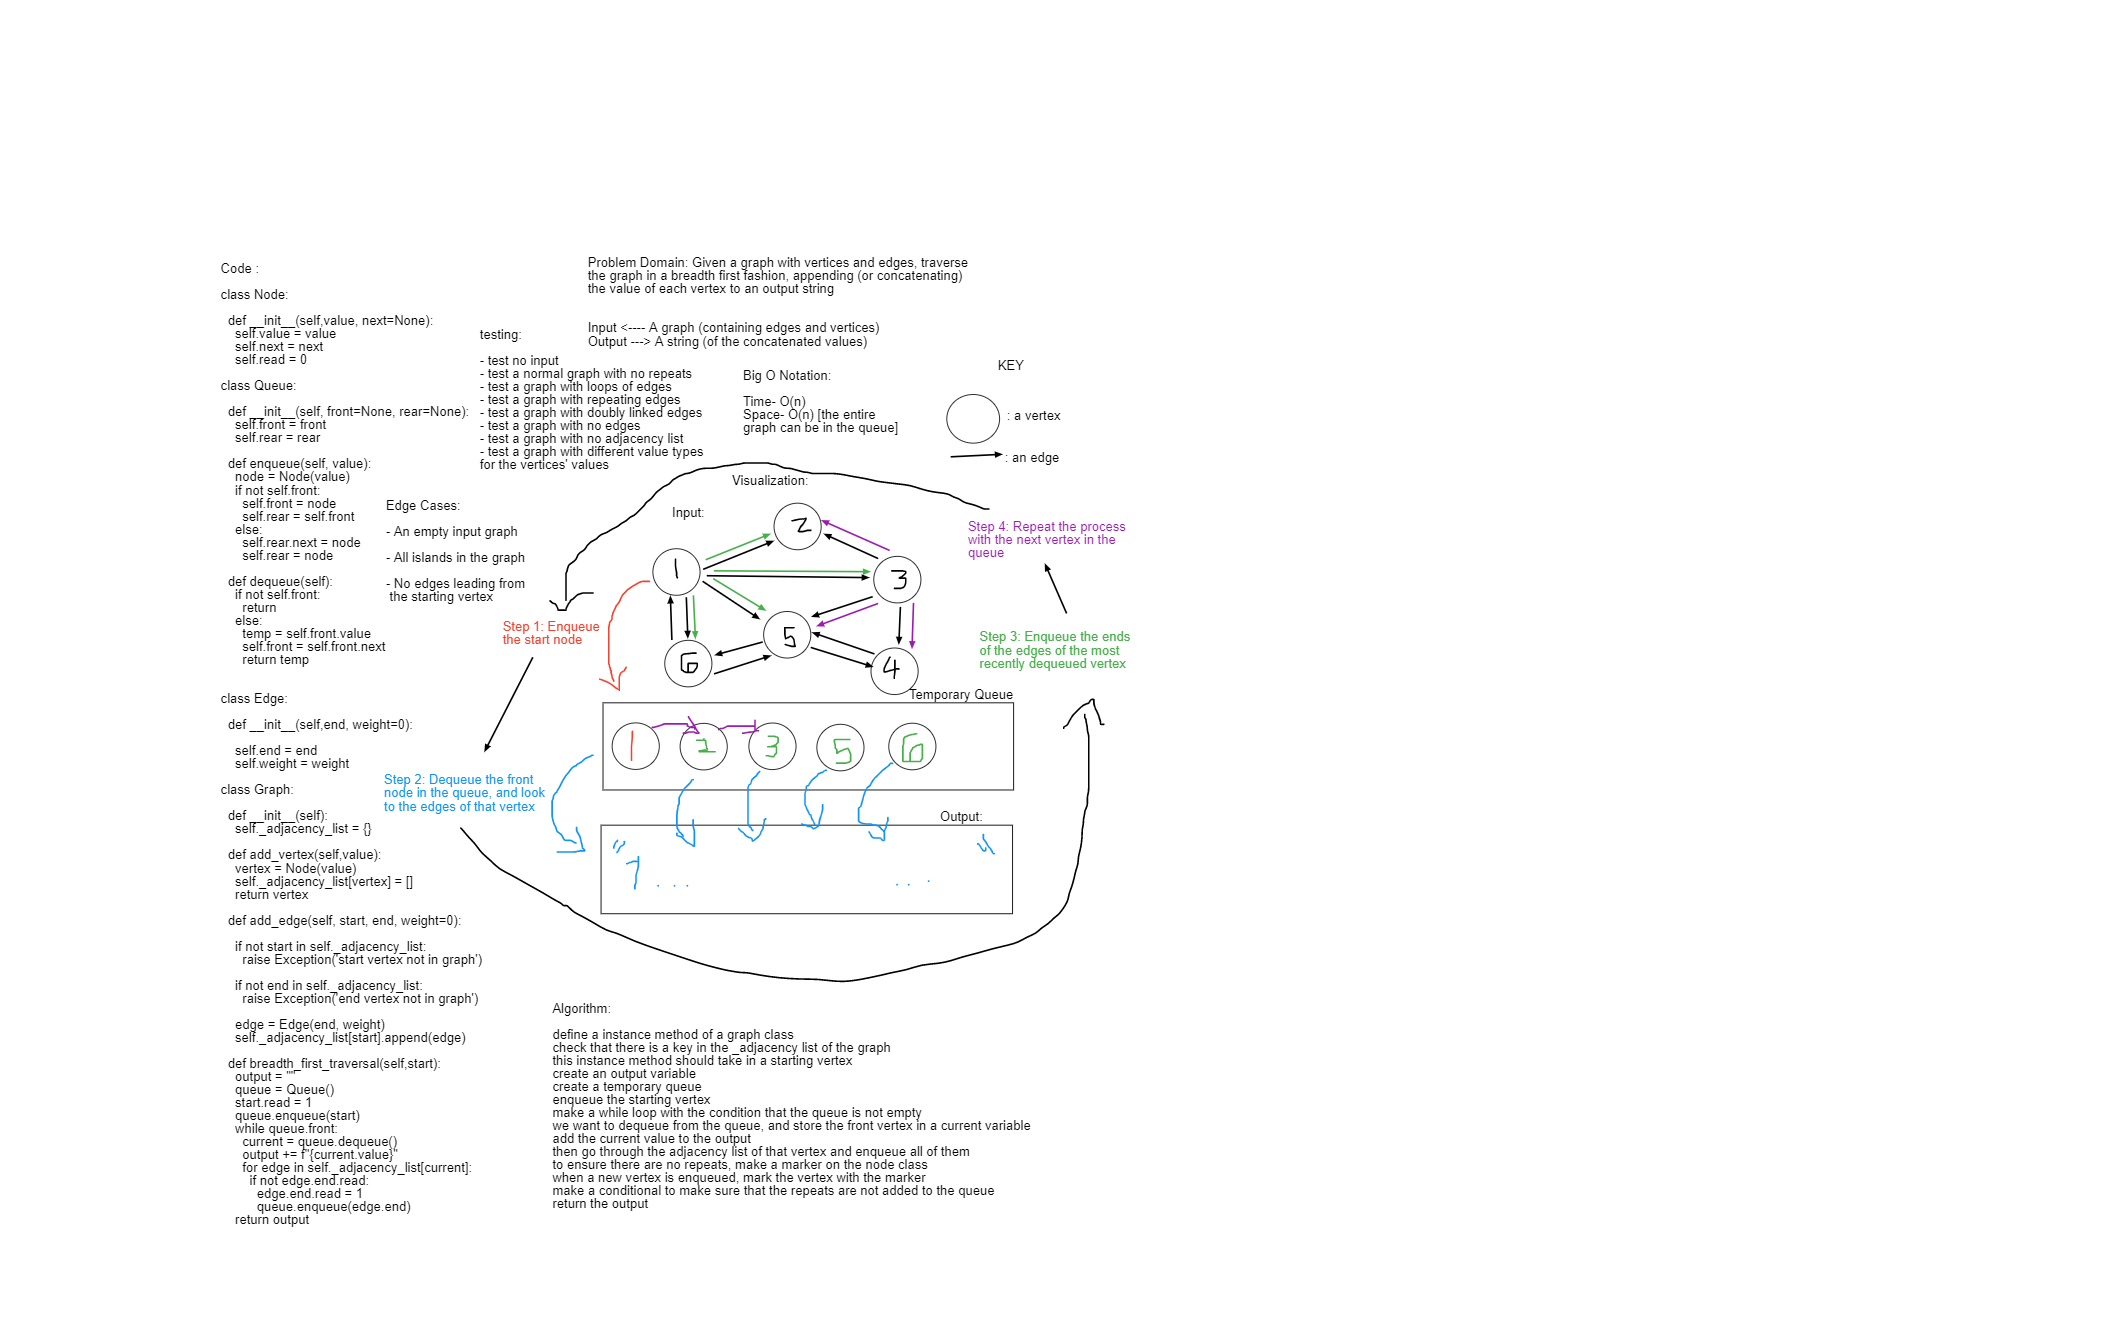 Code :
class Node:
def __init__(self,value, next=None):
self.value = value
self.next = next
self.read = 0
class Queue:
def __init__(self, front=None, rear=None):
self.front = front
self.rear = rear
def enqueue(self, value):
node = Node(value)
if not self.front:
self.front = node
self.rear = self.front
else:
self.rear.next = node
self.rear = node
def dequeue(self):
if not self.front:
return
else:
temp = self.front.value
self.front = self.front.next
return temp
class Edge:
def __init__(self,end, weight=0):
self.end = end
self.weight = weight
class Graph:
def __init__(self):
self._adjacency_list = {}
def add_vertex(self,value):
vertex = Node(value)
self._adjacency_list[vertex] = []
return vertex
def add_edge(self, start, end, weight=0):
if not start in self._adjacency_list:
raise Exception('start vertex not in graph')
if not end in self._adjacency_list:
raise Exception('end vertex not in graph')
edge = Edge(end, weight)
self._adjacency_list[start].append(edge)
def breadth_first_traversal(self,start):
output = ""
queue = Queue()
start.read = 1
queue.enqueue(start)
while queue.front:
current = queue.dequeue()
output += f"{current.value}"
for edge in self._adjacency_list[current]:
if not edge.end.read:
edge.end.read = 1
queue.enqueue(edge.end)
return output
testing:
- test no input
- test a normal graph with no repeats
- test a graph with loops of edges
- test a graph with repeating edges
- test a graph with doubly linked edges
- test a graph with no edges
- test a graph with no adjacency list
- test a graph with different value types
for the vertices' values
Edge Cases:
- An empty input graph
- All islands in the graph
- No edges leading from
the starting vertex
Problem Domain: Given a graph with vertices and edges, traverse
the graph in a breadth first fashion, appending (or concatenating)
the value of each vertex to an output string
Input <---- A graph (containing edges and vertices)
Output ---> A string (of the concatenated values)
Big O Notation:
Time- O(n)
Space- O(n) [the entire
graph can be in the queue]
KEY
: a vertex
: an edge
Visualization:
Input:
2
1
3
5
6
4
Step 1: Enqueue
the start node
Step 2: Dequeue the front
node in the queue, and look
to the edges of that vertex
Step 3: Enqueue the ends
of the edges of the most
recently dequeued vertex
Step 4: Repeat the process
with the next vertex in the
queue
Temporary Queue
1 2 3 5 6
Output:
" "
1 ... ...
Algorithm:
define a instance method of a graph class
check that there is a key in the _adjacency list of the graph
this instance method should take in a starting vertex
create an output variable
create a temporary queue
enqueue the starting vertex
make a while loop with the condition that the queue is not empty
we want to dequeue from the queue, and store the front vertex in a current variable
add the current value to the output
then go through the adjacency list of that vertex and enqueue all of them
to ensure there are no repeats, make a marker on the node class
when a new vertex is enqueued, mark the vertex with the marker
make a conditional to make sure that the repeats are not added to the queue
return the output